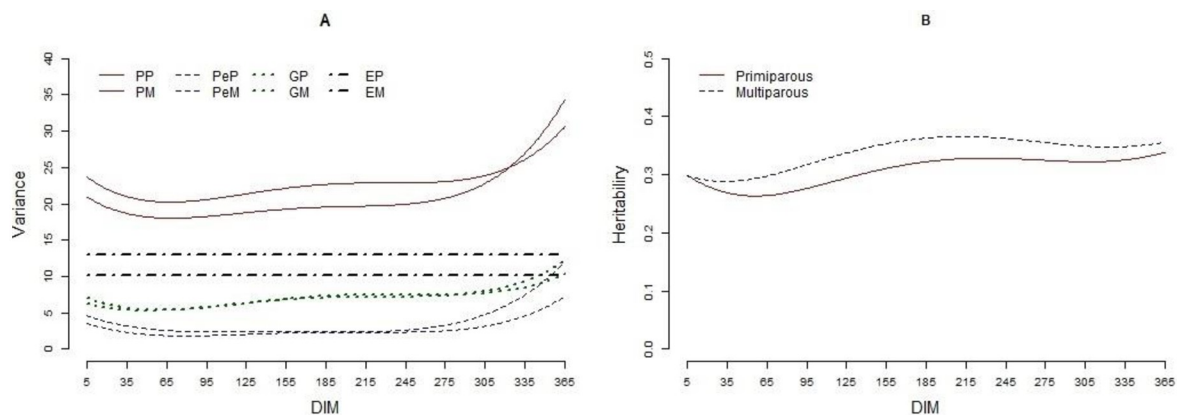 A
Variance
40
35
30
25
20
15
10
5
0
PP PeP GP EP
PM PeM GM EM
5 35 65 95 125 155 185 215 245 275 305 335 365
DIM
B
Heritabiliry
0.5
0.4
0.3
0.2
0.1
0.0
Primiparous
Multiparous
5 35 65 95 125 155 185 215 245 275 305 335 365
DIM